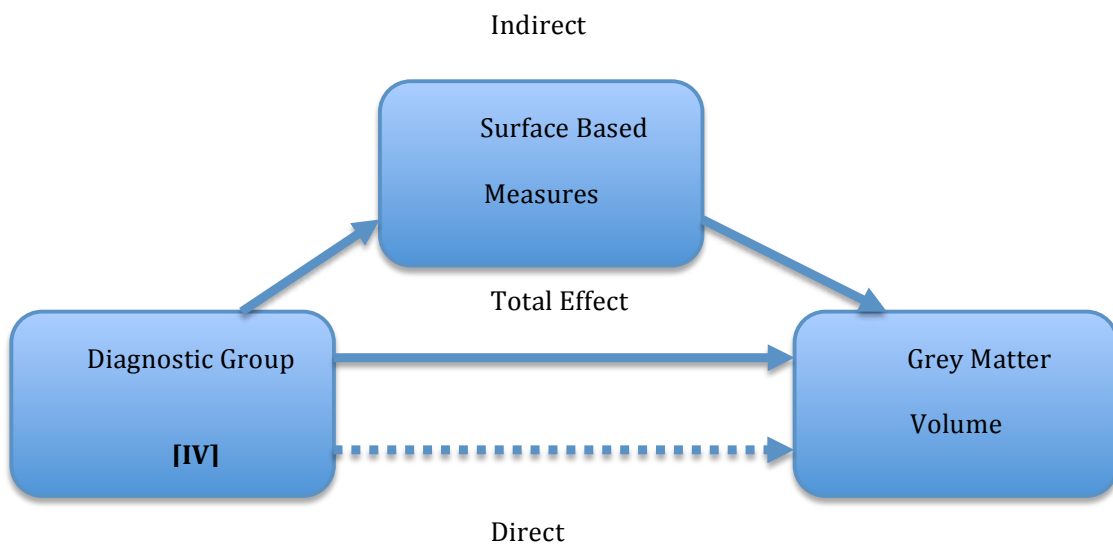 Indirect
Surface Based
Measures
Total Effect
Diagnostic Group
[IV]
Grey Matter
Volume
Direct